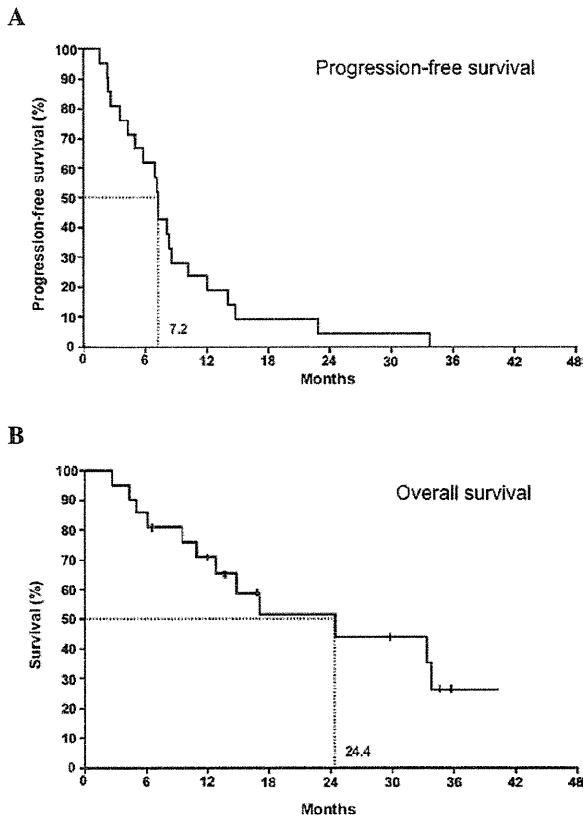 A
Progression-free survival
Progression-free survival (%)
100
90
80
70
60
50
40
30
20
10
0
7.2
0 6 12 18 24 30 36 42 48
Months
B
Overall survival
Survival (%)
100
90
80
70
60
50
40
30
20
10
0
24.4
0 6 12 18 24 30 36 42 48
Months